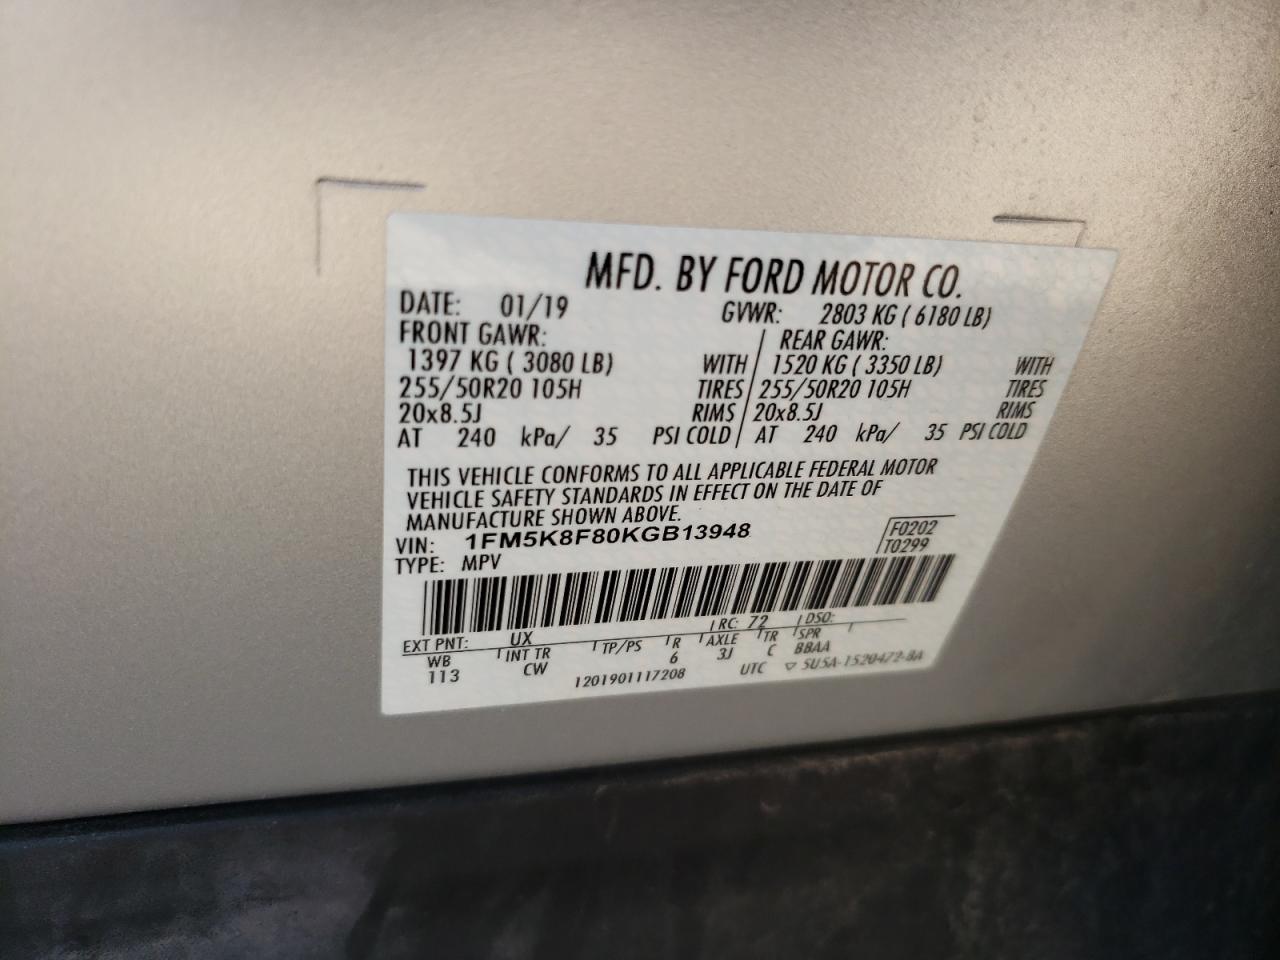 MFD. BY FORD MOTOR CO.
DATE: 01/19 GVWR: 2803 KG ( 6180 LB)
FRONT GAWR: REAR GAWR:
1397 KG ( 3080 LB) WITH 1520 KG ( 3350 LB) WITH
255/50R20 105H TIRES 255/50R20 105H TIRES
20x8.5J RIMS 20x8.5J RIMS
AT 240 kPa/ 35 PSI COLD AT 240 kPa/ 35 PSI COLD
THIS VEHICLE CONFORMS TO ALL APPLICABLE FEDERAL MOTOR
VEHICLE SAFETY STANDARDS IN EFFECT ON THE DATE OF
MANUFACTURE SHOWN ABOVE.
VIN: 1FM5K8F80KGB13948 F0202
TYPE: MPV T0299
EXT PNT: UX RC: 72 DSO:
WB INT TR TP/PS R AXLE TR SPR
113 CW 6 3J C BBAA
1201901117208 UTC ▽ 5U5A-1520472-BA